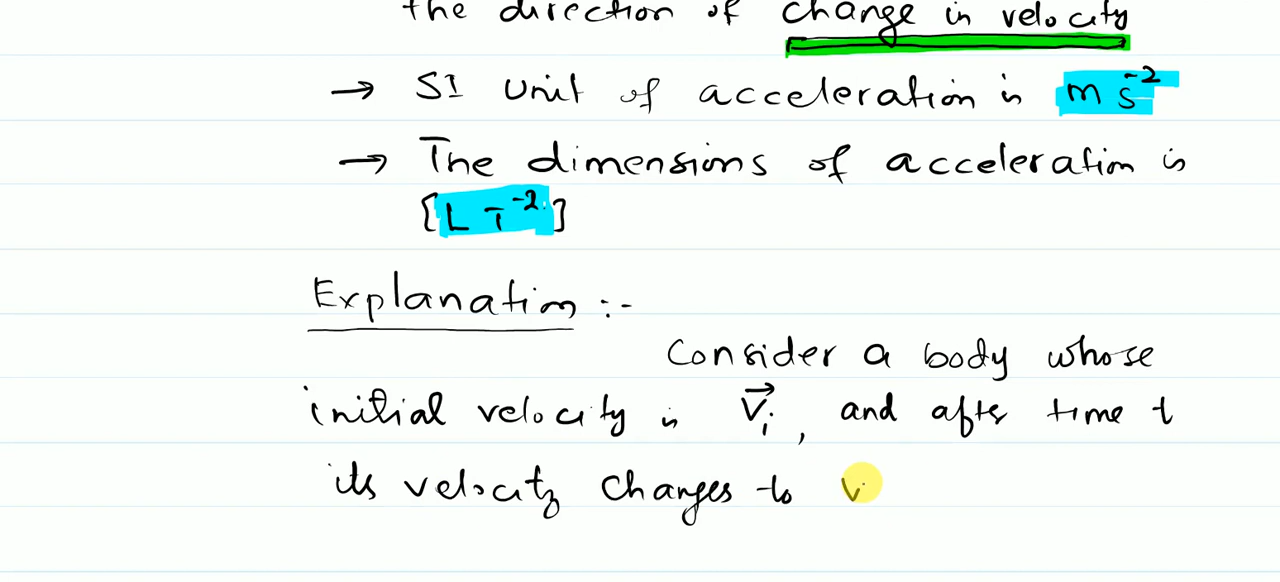 the direction of change in velocity
→ SI unit of acceleration is m s⁻²
→ The dimensions of acceleration is
[L T⁻²]
Explanation :-
Consider a body whose
initial velocity is V⃗i, and after time t
its velocity changes to v